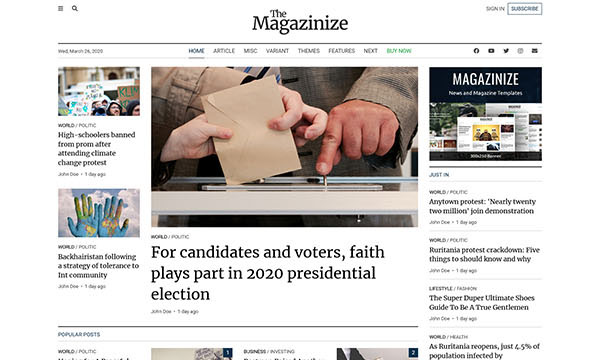 SIGN IN SUBSCRIBE
The
Magazinize
Wed, March 26, 2020
HOME ARTICLE MISC VARIANT THEMES FEATURES NEXT BUY NOW
WORLD / POLITIC
High-schoolers banned
from prom after
attending climate
change protest
John Doe • 1 day ago
WORLD / POLITIC
Backhairistan following
a strategy of tolerance to
Int community
John Doe • 1 day ago
WORLD / POLITIC
For candidates and voters, faith
plays part in 2020 presidential
election
John Doe • 1 day ago
MAGAZINIZE
News and Magazine Templates
300x250 Banner
JUST IN
WORLD / POLITIC
Anytown protest: 'Nearly twenty
two million' join demonstration
John Doe • 1 day ago
WORLD / POLITIC
Ruritania protest crackdown: Five
things to should know and why
John Doe • 1 day ago
LIFESTYLE / FASHION
The Super Duper Ultimate Shoes
Guide To Be A True Gentlemen
John Doe • 1 day ago
WORLD / HEALTH
As Ruritania reopens, just 4.5% of
population infected by
POPULAR POSTS
WORLD / POLITIC
1
BUSINESS / INVESTING
2